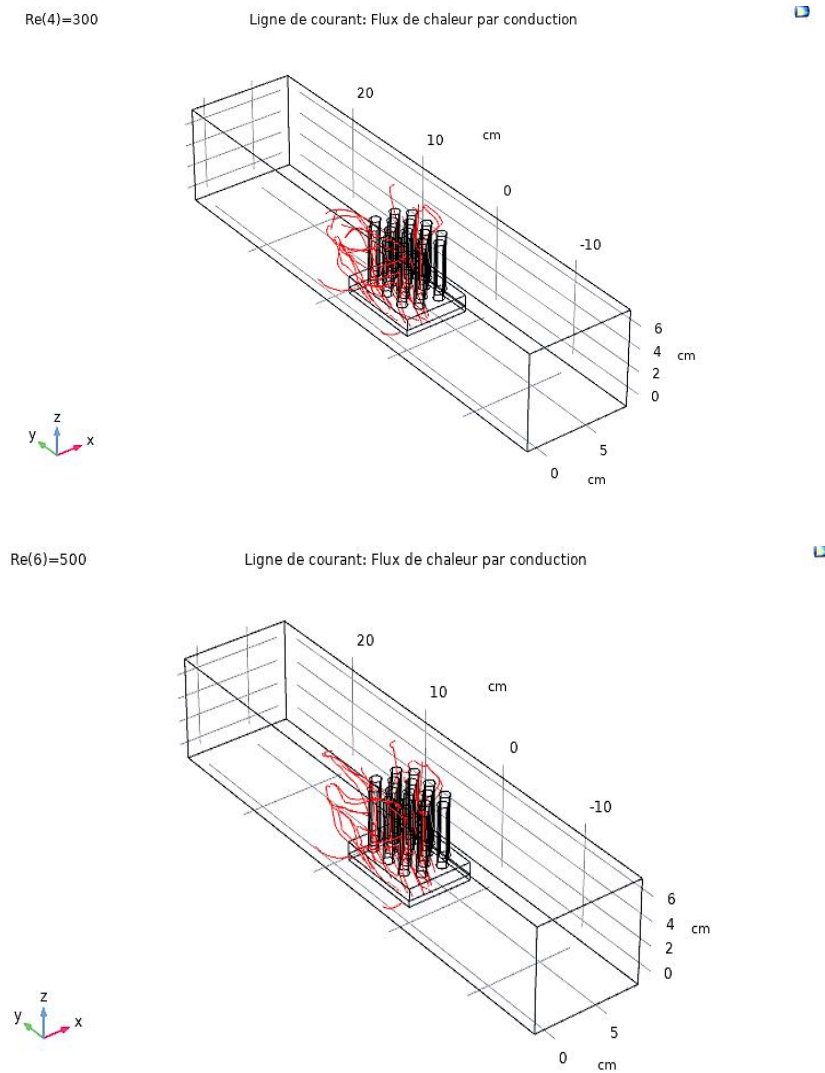 Re(4)=300
Ligne de courant: Flux de chaleur par conduction
20
10
cm
0
-10
6
4
cm
2
0
5
0
cm
z
y
x
Re(6)=500
Ligne de courant: Flux de chaleur par conduction
20
10
cm
0
-10
6
4
cm
2
0
5
0
cm
z
y
x